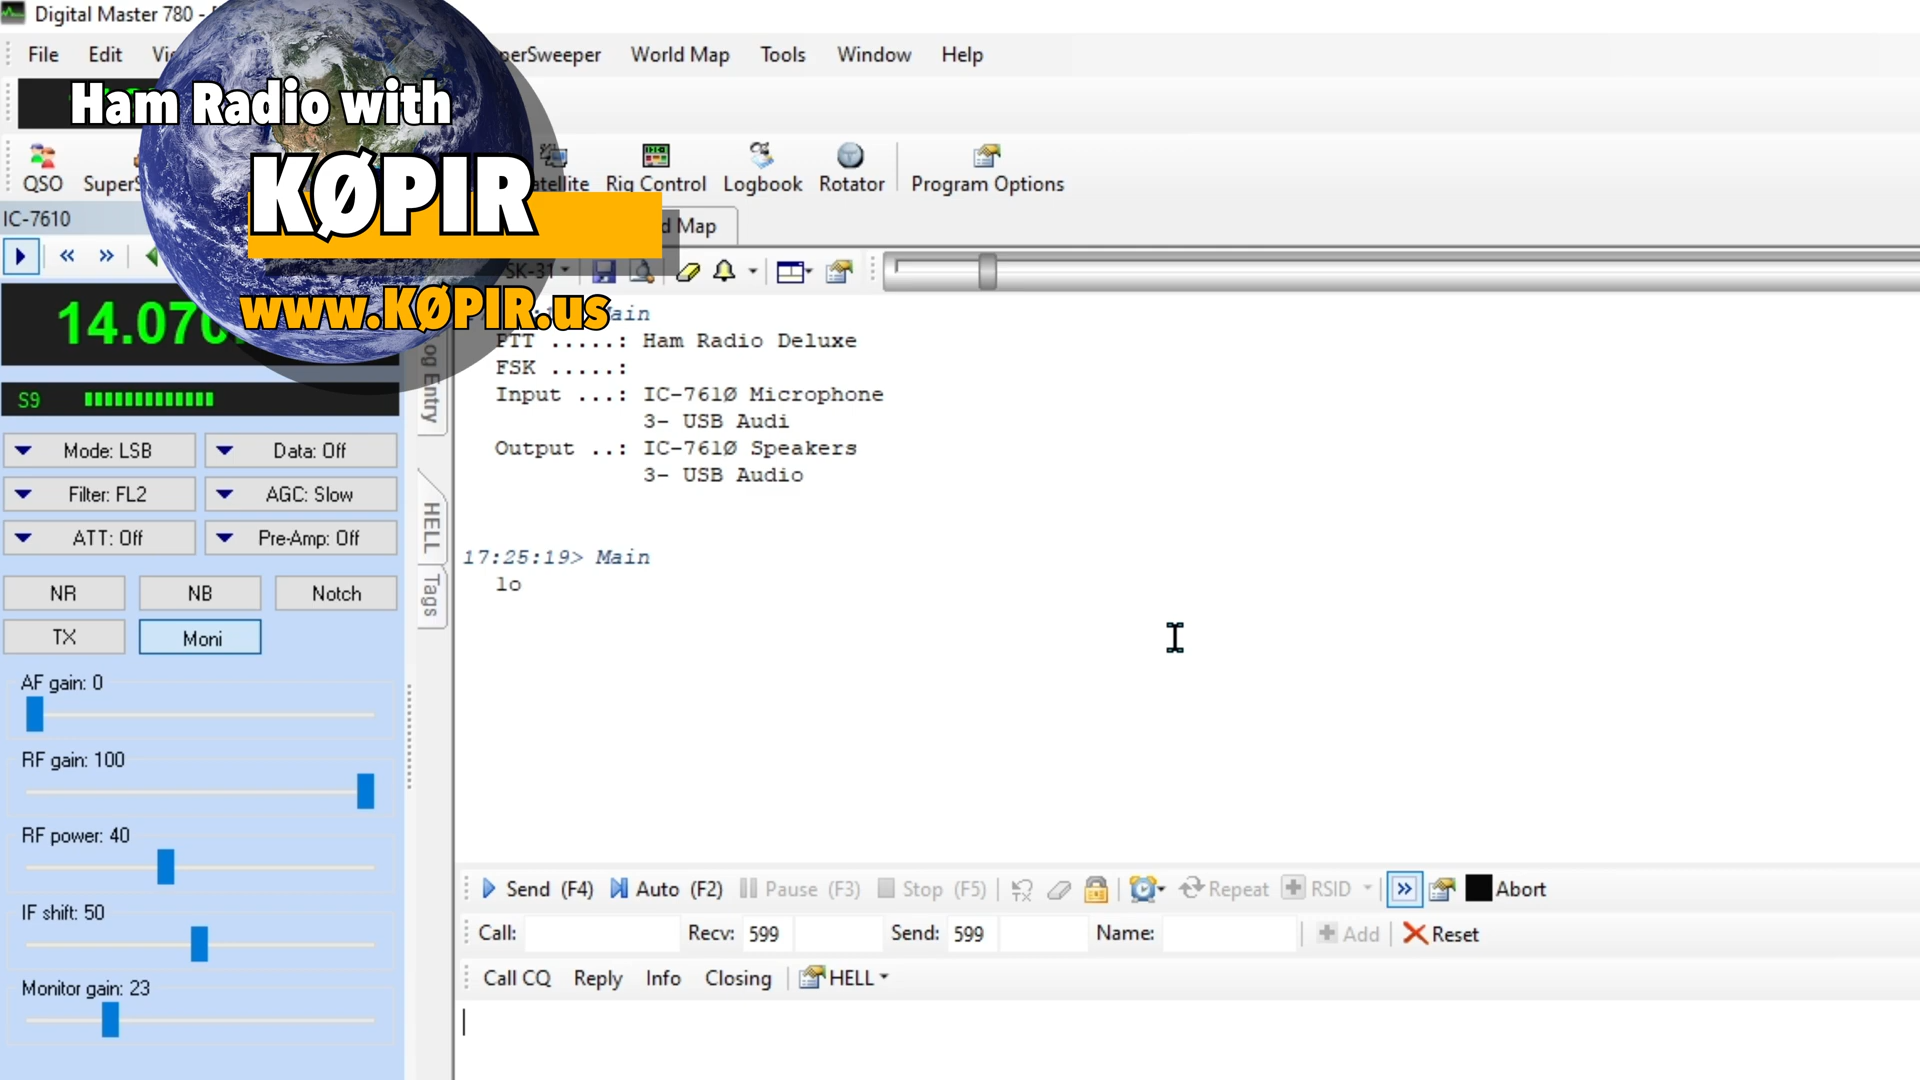 Digital Master 780 -
File Edit World Map Tools Window Help
Ham Radio with
KØPIR
www.KØPIR.us
QSO Rig Control Logbook Rotator Program Options
IC-7610
Map
14.070
S9
Mode: LSB Data: Off
Filter: FL2 AGC: Slow
ATT: Off Pre-Amp: Off
NR NB Notch
TX Moni
AF gain: 0
RF gain: 100
RF power: 40
IF shift: 50
Monitor gain: 23
Entry
HELL
Tags
PTT .....: Ham Radio Deluxe
FSK .....:
Input ...: IC-761Ø Microphone
3- USB Audi
Output ..: IC-761Ø Speakers
3- USB Audio
17:25:19> Main
lo
Send (F4) Auto (F2) Pause (F3) Stop (F5) Repeat RSID Abort
Call: Recv: 599 Send: 599 Name: Add Reset
Call CQ Reply Info Closing HELL